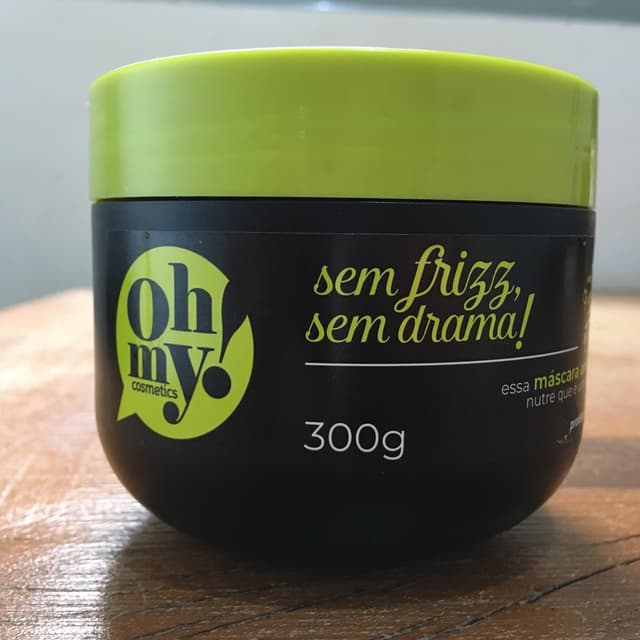 oh
my!
cosmetics
sem frizz,
sem drama!
300g
essa máscara
nutre que é